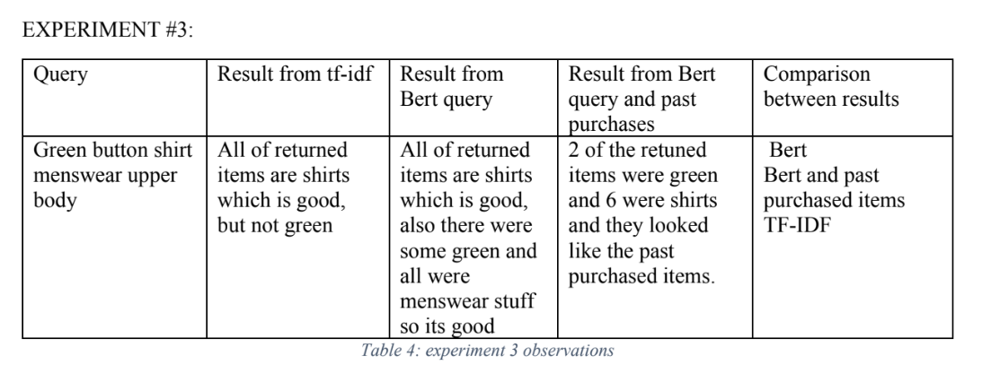 EXPERIMENT #3:
Query
Result from tf-idf
Result from
Bert query
Result from Bert
query and past
purchases
Comparison
between results
Green button shirt
menswear upper
body
All of returned
items are shirts
which is good,
but not green
All of returned
items are shirts
which is good,
also there were
some green and
all were
menswear stuff
so its good
2 of the retuned
items were green
and 6 were shirts
and they looked
like the past
purchased items.
Bert
Bert and past
purchased items
TF-IDF
Table 4: experiment 3 observations